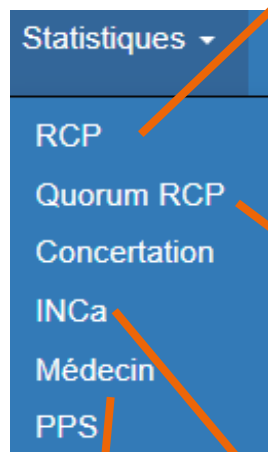 Statistiques
RCP
Quorum RCP
Concertation
INCa
Médecin
PPS